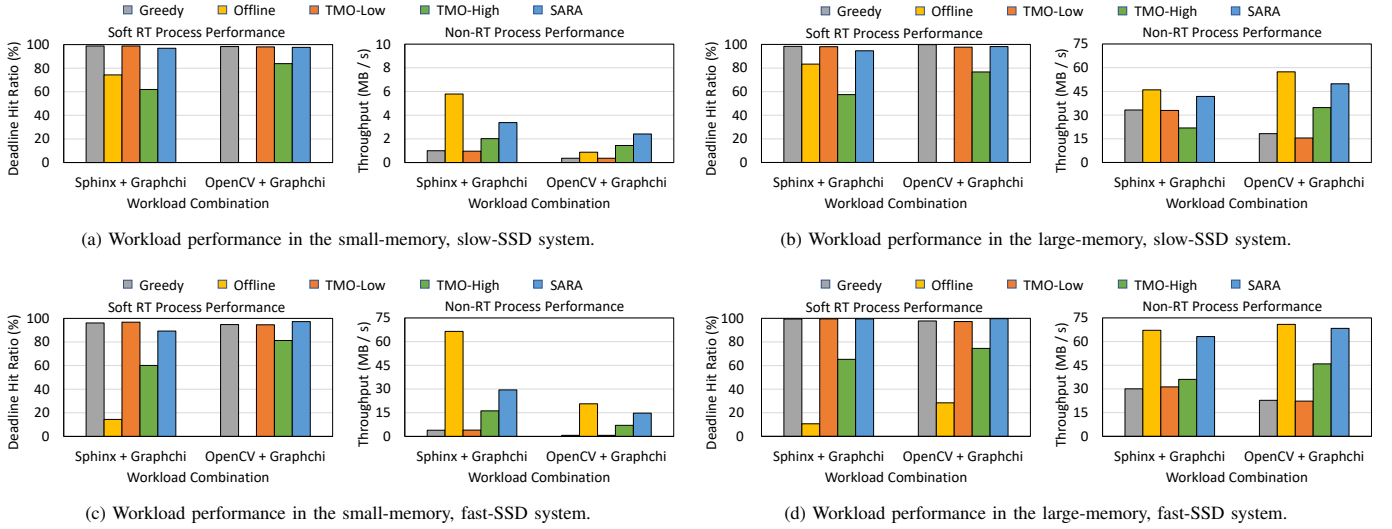 Greedy Offline TMO-Low TMO-High SARA
Soft RT Process Performance
Deadline Hit Ratio (%)
100
80
60
40
20
0
Sphinx + Graphchi OpenCV + Graphchi
Workload Combination
Non-RT Process Performance
Throughput (MB / s)
10
8
6
4
2
0
Sphinx + Graphchi OpenCV + Graphchi
Workload Combination
(a) Workload performance in the small-memory, slow-SSD system.
Greedy Offline TMO-Low TMO-High SARA
Soft RT Process Performance
Deadline Hit Ratio (%)
100
80
60
40
20
0
Sphinx + Graphchi OpenCV + Graphchi
Workload Combination
Non-RT Process Performance
Throughput (MB / s)
75
60
45
30
15
0
Sphinx + Graphchi OpenCV + Graphchi
Workload Combination
(b) Workload performance in the large-memory, slow-SSD system.
Greedy Offline TMO-Low TMO-High SARA
Soft RT Process Performance
Deadline Hit Ratio (%)
100
80
60
40
20
0
Sphinx + Graphchi OpenCV + Graphchi
Workload Combination
Non-RT Process Performance
Throughput (MB / s)
75
60
45
30
15
0
Sphinx + Graphchi OpenCV + Graphchi
Workload Combination
(c) Workload performance in the small-memory, fast-SSD system.
Greedy Offline TMO-Low TMO-High SARA
Soft RT Process Performance
Deadline Hit Ratio (%)
100
80
60
40
20
0
Sphinx + Graphchi OpenCV + Graphchi
Workload Combination
Non-RT Process Performance
Throughput (MB / s)
75
60
45
30
15
0
Sphinx + Graphchi OpenCV + Graphchi
Workload Combination
(d) Workload performance in the large-memory, fast-SSD system.